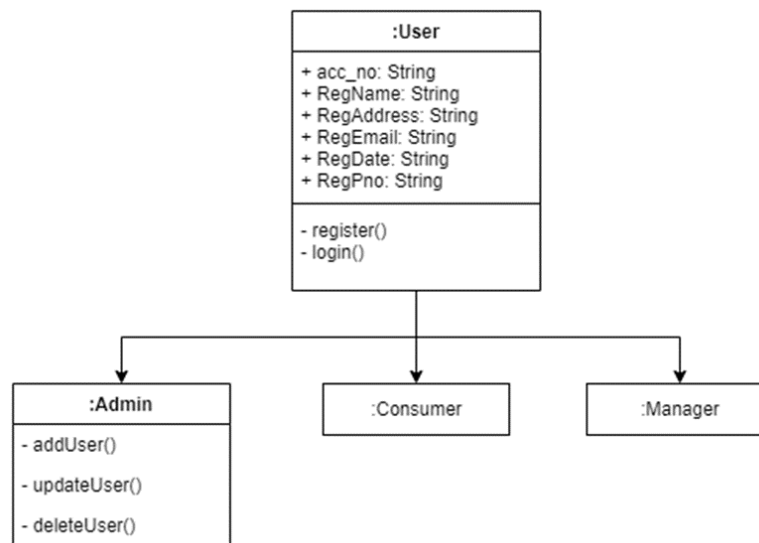 :User
+ acc_no: String
+ RegName: String
+ RegAddress: String
+ RegEmail: String
+ RegDate: String
+ RegPno: String
- register()
- login()
:Admin
- addUser()
- updateUser()
- deleteUser()
:Consumer
:Manager